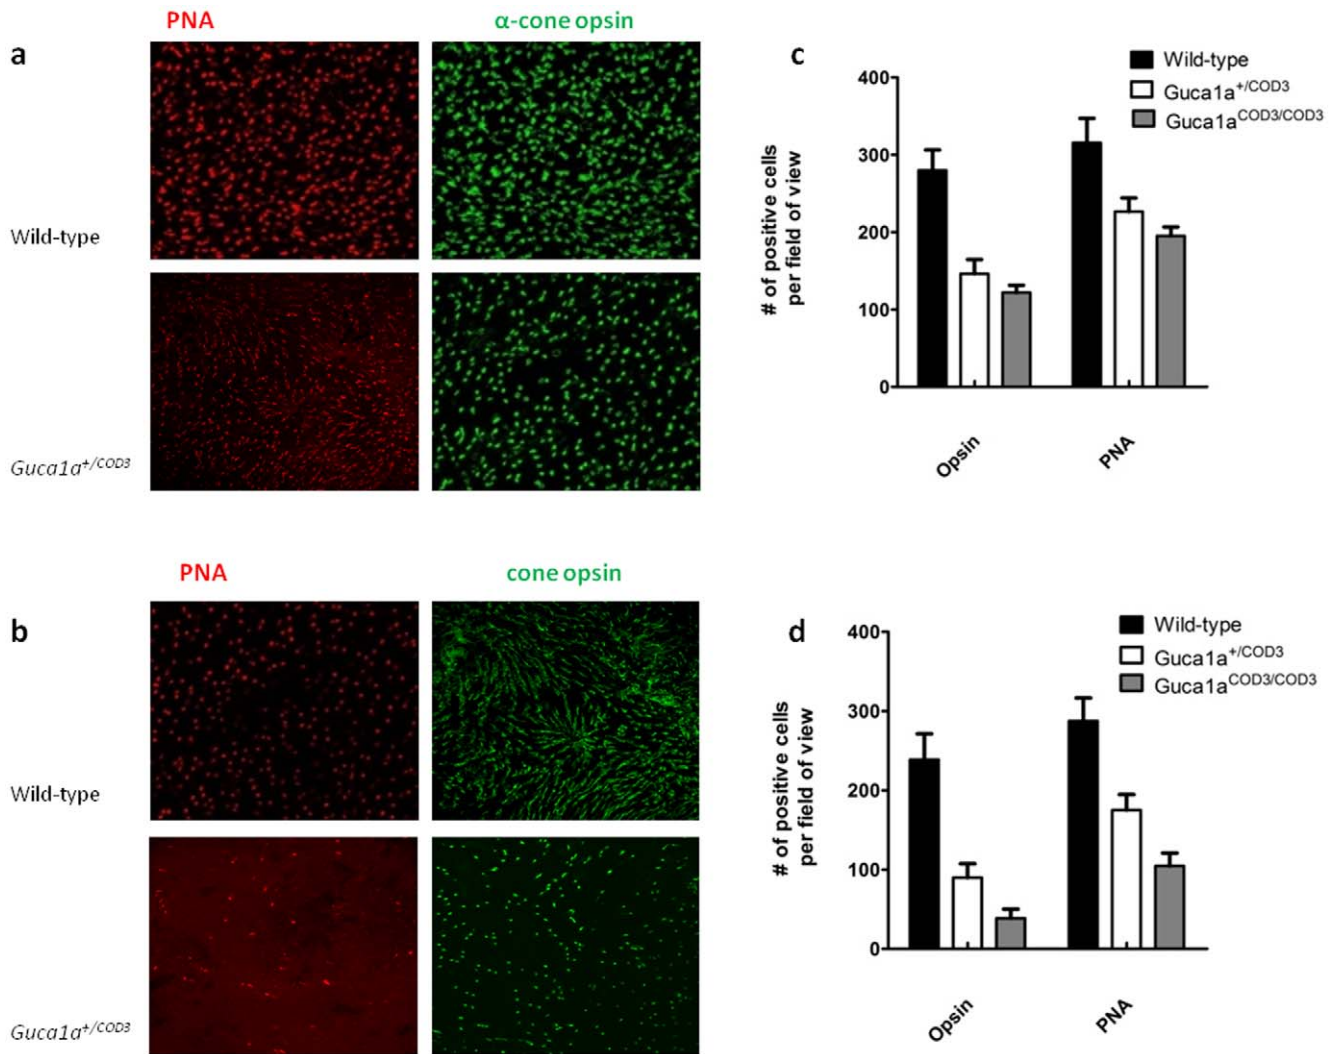 PNA
α-cone opsin
a
Wild-type
Guca1a+/COD3
PNA
cone opsin
b
Wild-type
Guca1a+/COD3
c
Wild-type
Guca1a+/COD3
Guca1aCOD3/COD3
# of positive cells
per field of view
400
300
200
100
0
Opsin
PNA
d
Wild-type
Guca1a+/COD3
Guca1aCOD3/COD3
# of positive cells
per field of view
400
300
200
100
0
Opsin
PNA